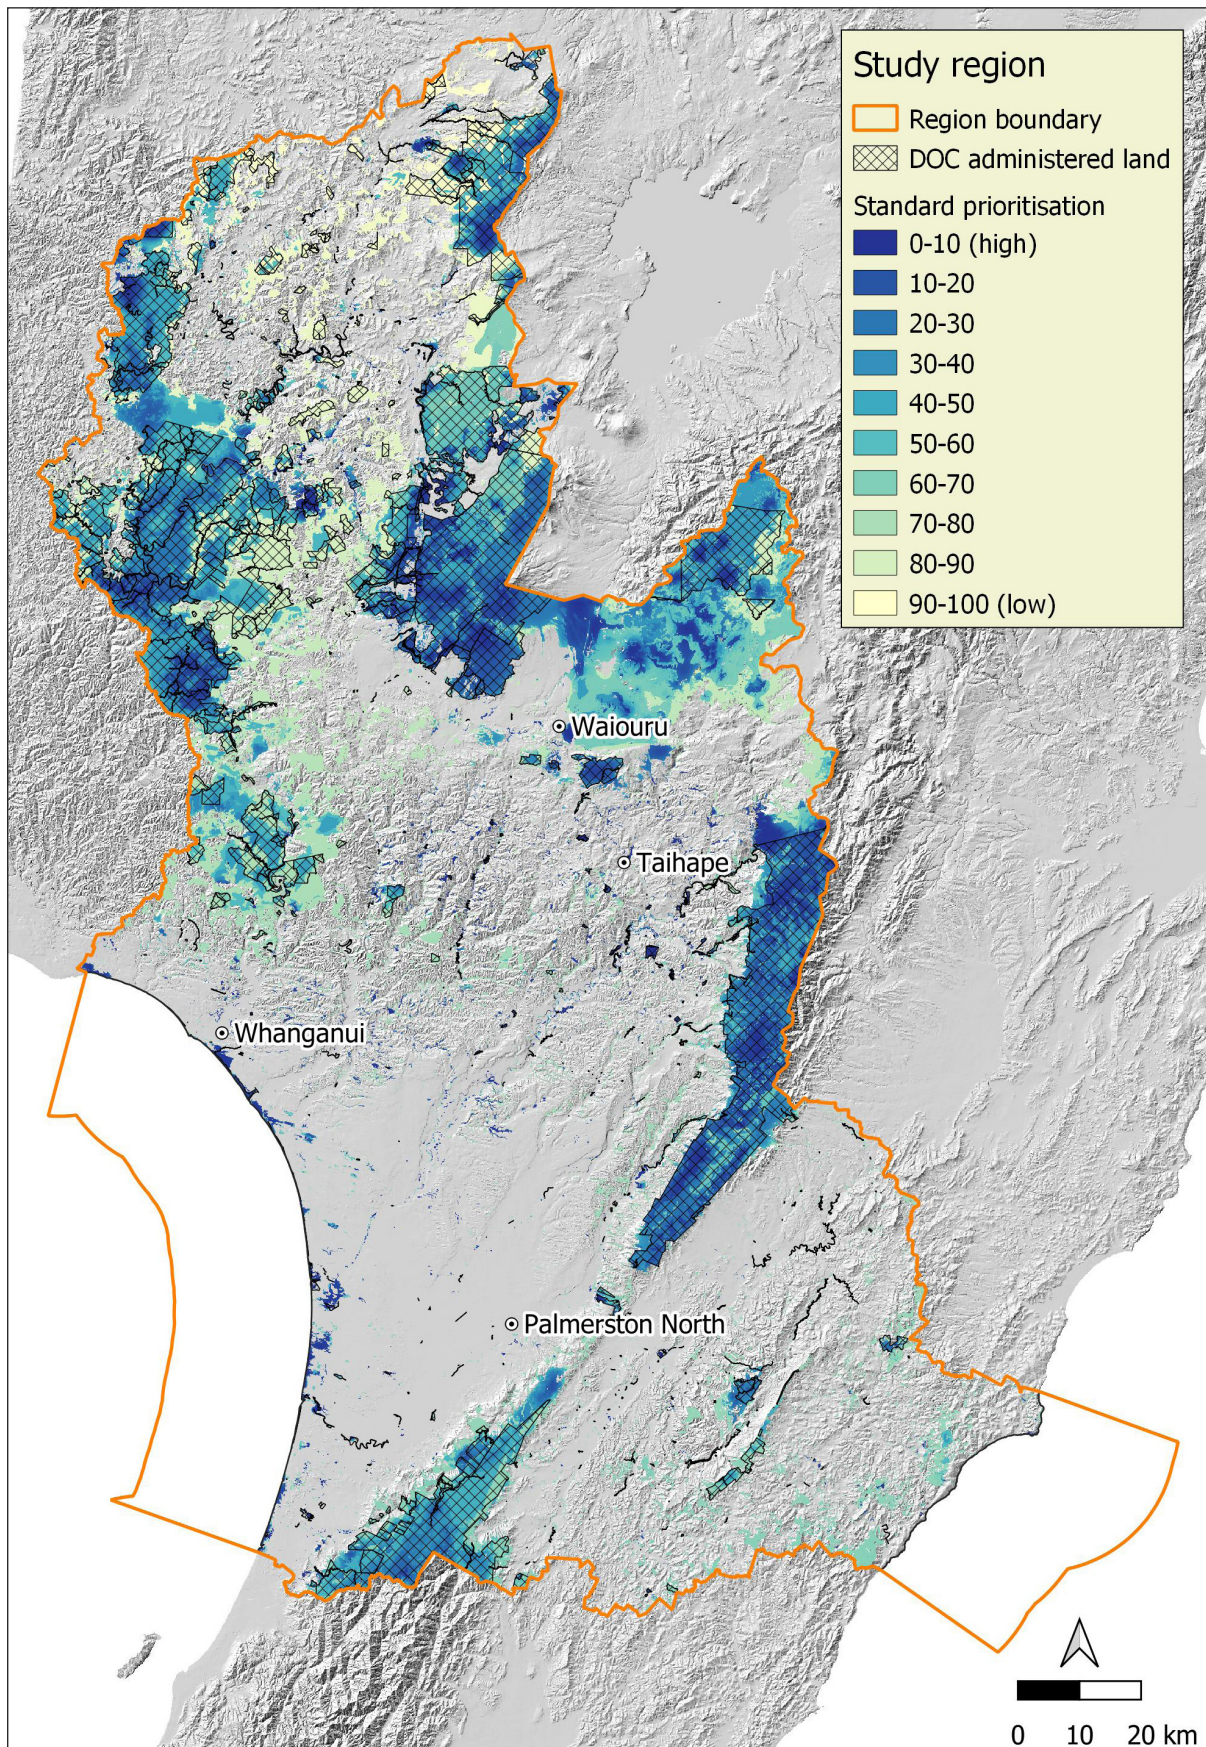 Study region
Region boundary
DOC administered land
Standard prioritisation
0-10 (high)
10-20
20-30
30-40
40-50
50-60
60-70
70-80
80-90
90-100 (low)
Waiouru
Taihape
Whanganui
Palmerston North
0 10 20 km